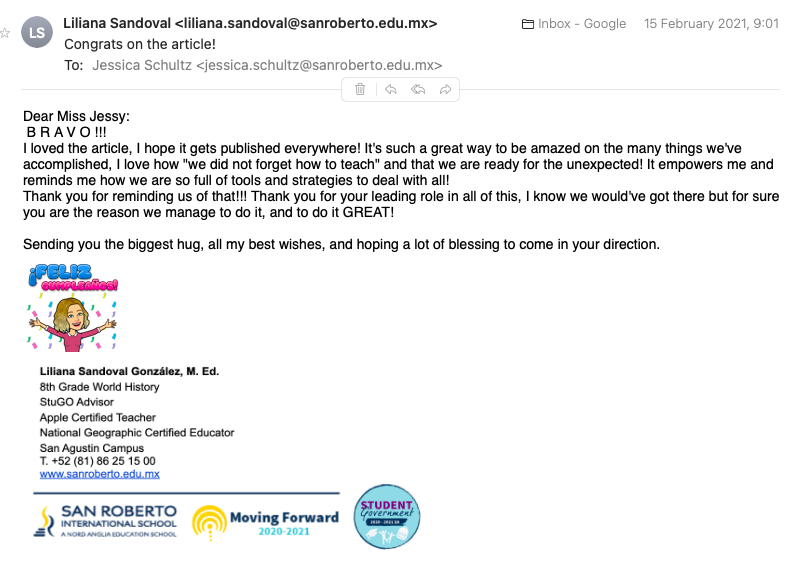 LS
Liliana Sandoval <liliana.sandoval@sanroberto.edu.mx>
Inbox - Google
15 February 2021, 9:01
Congrats on the article!
To: Jessica Schultz <jessica.schultz@sanroberto.edu.mx>
Dear Miss Jessy:
B R A V O !!!
I loved the article, I hope it gets published everywhere! It's such a great way to be amazed on the many things we've
accomplished, I love how "we did not forget how to teach" and that we are ready for the unexpected! It empowers me and
reminds me how we are so full of tools and strategies to deal with all!
Thank you for reminding us of that!!! Thank you for your leading role in all of this, I know we would've got there but for sure
you are the reason we manage to do it, and to do it GREAT!
Sending you the biggest hug, all my best wishes, and hoping a lot of blessing to come in your direction.
¡FELIZ
CUMPLEAÑOS!
Liliana Sandoval González, M. Ed.
8th Grade World History
StuGO Advisor
Apple Certified Teacher
National Geographic Certified Educator
San Agustin Campus
T. +52 (81) 86 25 15 00
www.sanroberto.edu.mx
SAN ROBERTO
INTERNATIONAL SCHOOL
A NORD ANGLIA EDUCATION SCHOOL
Moving Forward
2020-2021
STUDENT
Government